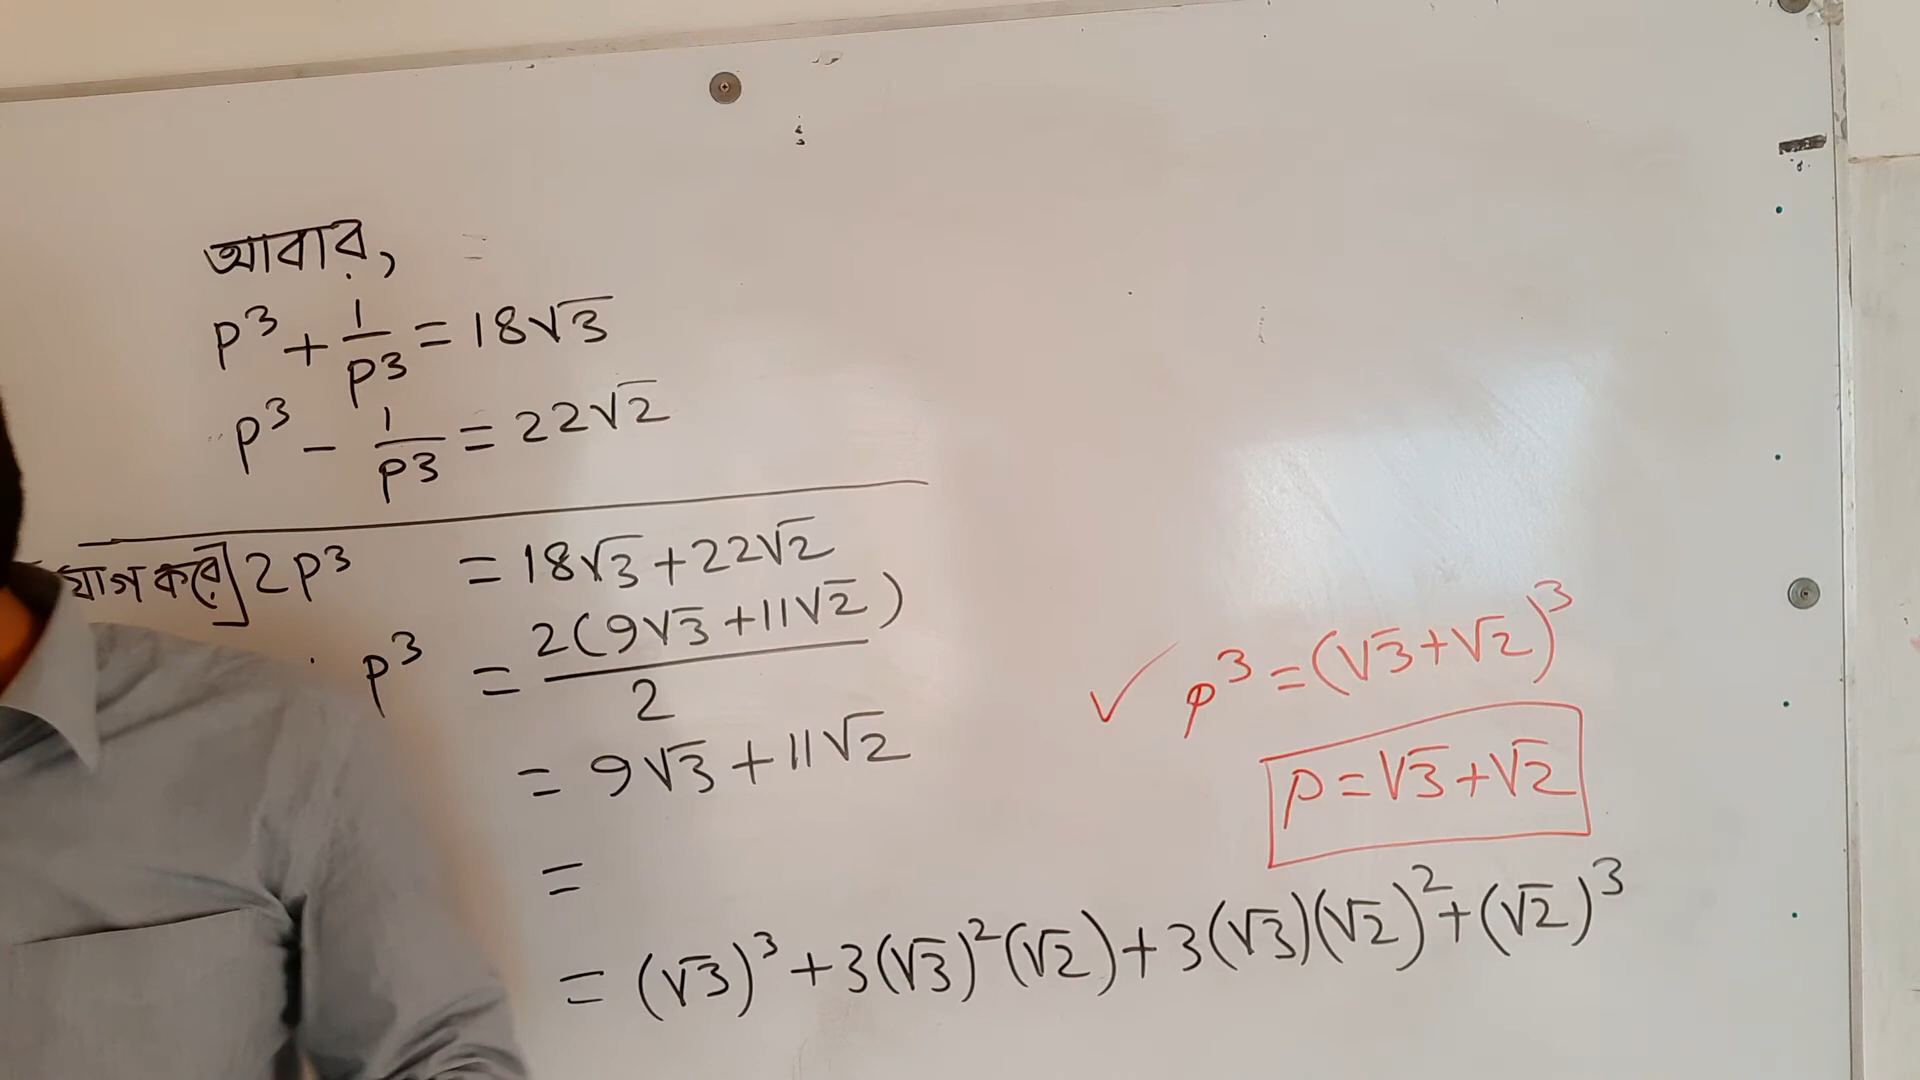 আবার,
p³ + 1/p³ = 18√3
p³ - 1/p³ = 22√2
যোগ করে] 2p³ = 18√3 + 22√2
p³ = 2(9√3 + 11√2)/2
= 9√3 + 11√2
=
= (√3)³ + 3(√3)²(√2) + 3(√3)(√2)² + (√2)³
✓ p³ = (√3 + √2)³
p = √3 + √2